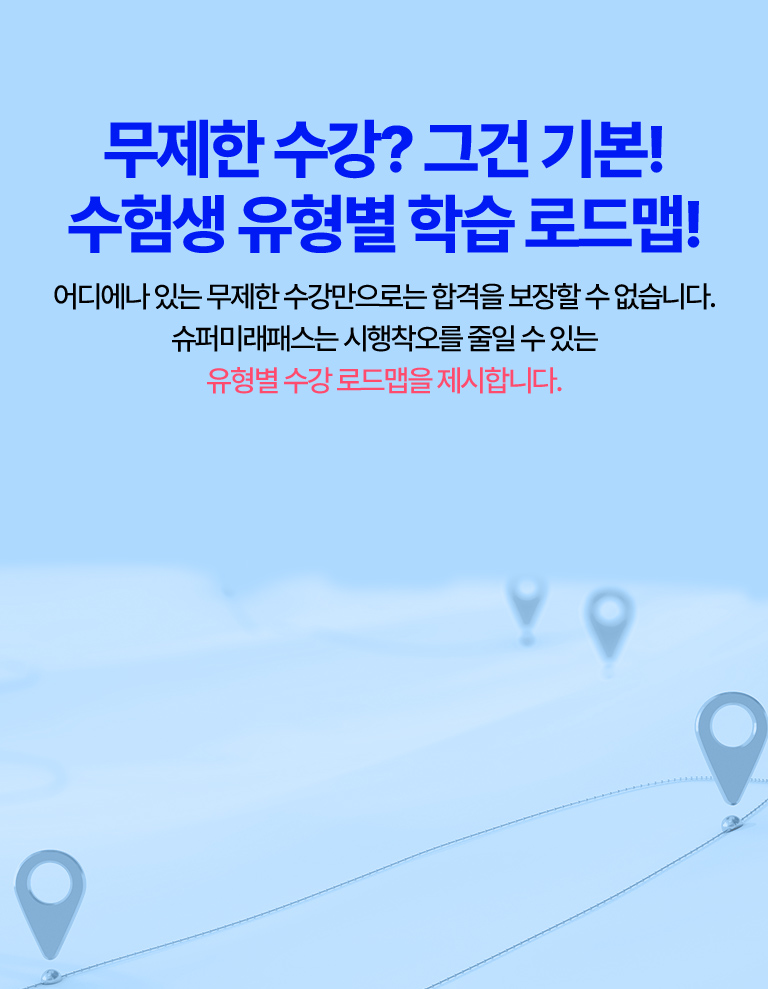 무제한 수강? 그건 기본!
수험생 유형별 학습 로드맵!
어디에나 있는 무제한 수강만으로는 합격을 보장할 수 없습니다.
슈퍼미래패스는 시행착오를 줄일 수 있는
유형별 수강 로드맵을 제시합니다.